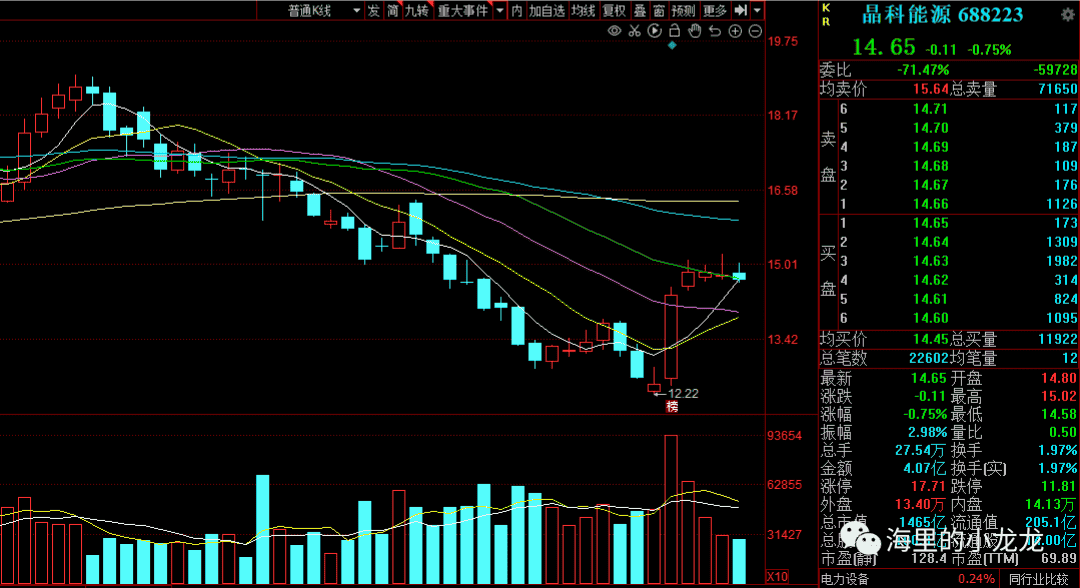 普通K线 发 简 九转 重大事件 内 加自选 均线 复权 叠 窗 预测 更多
19.75
18.17
16.58
15.01
13.42
12.22
榜
93654
62855
31427
X10
K
R
晶科能源 688223
14.65 -0.11 -0.75%
委比 -71.47% -59728
均卖价 15.64 总卖量 71650
卖盘
6 14.71 117
5 14.70 379
4 14.69 187
3 14.68 109
2 14.67 176
1 14.66 1126
买盘
1 14.65 173
2 14.64 1309
3 14.63 1982
4 14.62 314
5 14.61 824
6 14.60 1095
均买价 14.45 总买量 11922
总笔数 22602 均笔量 12
最新 14.65 开盘 14.80
涨跌 -0.11 最高 15.02
涨幅 -0.75% 最低 14.58
振幅 2.98% 量比 0.50
总手 27.54万 换手 1.97%
金额 4.07亿 换手(实) 1.97%
涨停 17.71 跌停 11.81
外盘 13.40万 内盘 14.13万
总市值 1465亿 流通值 205.1亿
海里的小龙龙
市盈(静) 128.4 市盈(TTM) 69.89
电力设备 0.24% 同行业比较